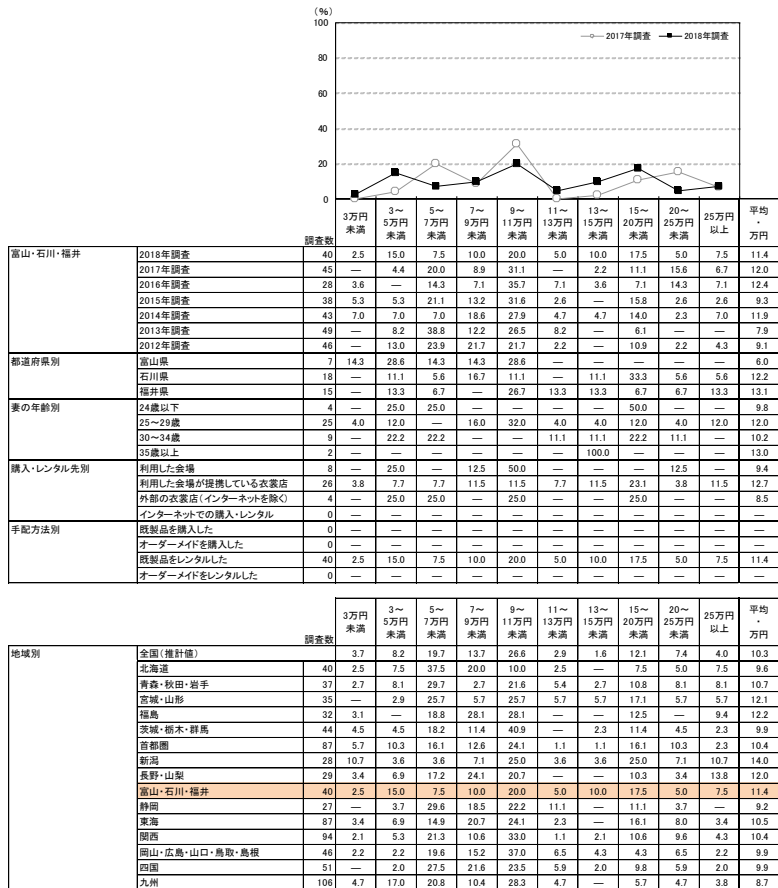 (%)
100
80
60
40
20
0
2017年調査 2018年調査
調査数 3万円未満 3~5万円未満 5~7万円未満 7~9万円未満 9~11万円未満 11~13万円未満 13~15万円未満 15~20万円未満 20~25万円未満 25万円以上 平均・万円
富山・石川・福井 2018年調査 40 2.5 15.0 7.5 10.0 20.0 5.0 10.0 17.5 5.0 7.5 11.4
2017年調査 45 — 4.4 20.0 8.9 31.1 — 2.2 11.1 15.6 6.7 12.0
2016年調査 28 3.6 — 14.3 7.1 35.7 7.1 3.6 7.1 14.3 7.1 12.4
2015年調査 38 5.3 5.3 21.1 13.2 31.6 2.6 — 15.8 2.6 2.6 9.3
2014年調査 43 7.0 7.0 7.0 18.6 27.9 4.7 4.7 14.0 2.3 7.0 11.9
2013年調査 49 — 8.2 38.8 12.2 26.5 8.2 — 6.1 — — 7.9
2012年調査 46 — 13.0 23.9 21.7 21.7 2.2 — 10.9 2.2 4.3 9.1
都道府県別 富山県 7 14.3 28.6 14.3 14.3 28.6 — — — — — 6.0
石川県 18 — 11.1 5.6 16.7 11.1 — 11.1 33.3 5.6 5.6 12.2
福井県 15 — 13.3 6.7 — 26.7 13.3 13.3 6.7 6.7 13.3 13.1
妻の年齢別 24歳以下 4 — 25.0 25.0 — — — — 50.0 — — 9.8
25~29歳 25 4.0 12.0 — 16.0 32.0 4.0 4.0 12.0 4.0 12.0 12.0
30~34歳 9 — 22.2 22.2 — — 11.1 11.1 22.2 11.1 — 10.2
35歳以上 2 — — — — — — 100.0 — — — 13.0
購入・レンタル先別 利用した会場 8 — 25.0 — 12.5 50.0 — — — 12.5 — 9.4
利用した会場が提携している衣裳店 26 3.8 7.7 7.7 11.5 11.5 7.7 11.5 23.1 3.8 11.5 12.7
外部の衣裳店(インターネットを除く) 4 — 25.0 25.0 — 25.0 — — 25.0 — — 8.5
インターネットでの購入・レンタル 0 — — — — — — — — — — —
手配方法別 既製品を購入した 0 — — — — — — — — — — —
オーダーメイドを購入した 0 — — — — — — — — — — —
既製品をレンタルした 40 2.5 15.0 7.5 10.0 20.0 5.0 10.0 17.5 5.0 7.5 11.4
オーダーメイドをレンタルした 0 — — — — — — — — — — —
調査数 3万円未満 3~5万円未満 5~7万円未満 7~9万円未満 9~11万円未満 11~13万円未満 13~15万円未満 15~20万円未満 20~25万円未満 25万円以上 平均・万円
地域別 全国(推計値) 3.7 8.2 19.7 13.7 26.6 2.9 1.6 12.1 7.4 4.0 10.3
北海道 40 2.5 7.5 37.5 20.0 10.0 2.5 — 7.5 5.0 7.5 9.6
青森・秋田・岩手 37 2.7 8.1 29.7 2.7 21.6 5.4 2.7 10.8 8.1 8.1 10.7
宮城・山形 35 — 2.9 25.7 5.7 25.7 5.7 5.7 17.1 5.7 5.7 12.1
福島 32 3.1 — 18.8 28.1 28.1 — — 12.5 — 9.4 12.2
茨城・栃木・群馬 44 4.5 4.5 18.2 11.4 40.9 — 2.3 11.4 4.5 2.3 9.9
首都圏 87 5.7 10.3 16.1 12.6 24.1 1.1 1.1 16.1 10.3 2.3 10.4
新潟 28 10.7 3.6 3.6 7.1 25.0 3.6 3.6 25.0 7.1 10.7 14.0
長野・山梨 29 3.4 6.9 17.2 24.1 20.7 — — 10.3 3.4 13.8 12.0
富山・石川・福井 40 2.5 15.0 7.5 10.0 20.0 5.0 10.0 17.5 5.0 7.5 11.4
静岡 27 — 3.7 29.6 18.5 22.2 11.1 — 11.1 3.7 — 9.2
東海 87 3.4 6.9 14.9 20.7 24.1 2.3 — 16.1 8.0 3.4 10.5
関西 94 2.1 5.3 21.3 10.6 33.0 1.1 2.1 10.6 9.6 4.3 10.4
岡山・広島・山口・鳥取・島根 46 2.2 2.2 19.6 15.2 37.0 6.5 4.3 4.3 6.5 2.2 9.9
四国 51 — 2.0 27.5 21.6 23.5 5.9 2.0 9.8 5.9 2.0 9.9
九州 106 4.7 17.0 20.8 10.4 28.3 4.7 — 5.7 4.7 3.8 8.7